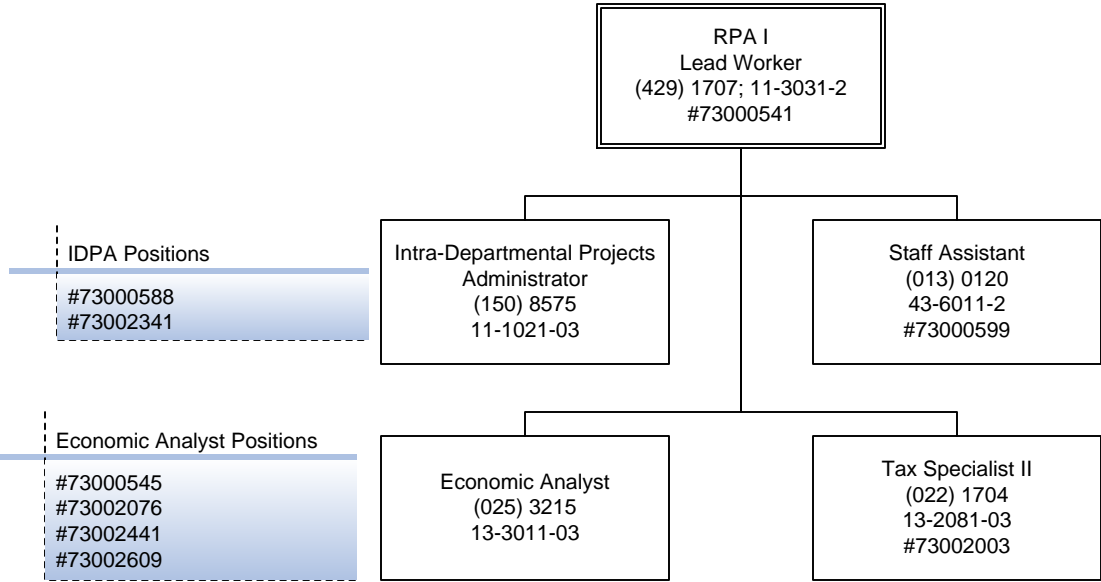 RPA I
Lead Worker
(429) 1707; 11-3031-2
#73000541
IDPA Positions
#73000588
#73002341
Intra-Departmental Projects
Administrator
(150) 8575
11-1021-03
Staff Assistant
(013) 0120
43-6011-2
#73000599
Economic Analyst Positions
#73000545
#73002076
#73002441
#73002609
Economic Analyst
(025) 3215
13-3011-03
Tax Specialist II
(022) 1704
13-2081-03
#73002003